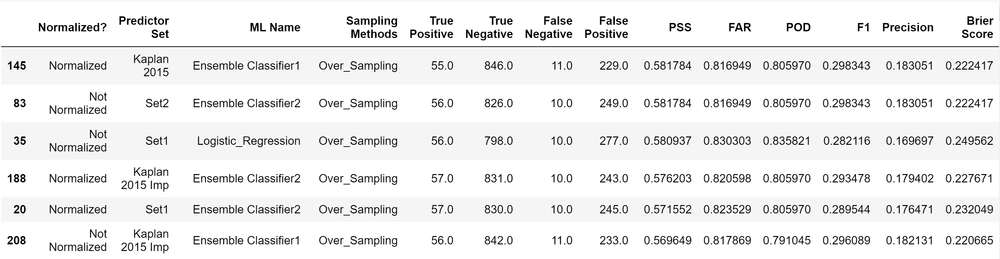 Normalized? Predictor Set ML Name Sampling Methods True Positive True Negative False Negative False Positive PSS FAR POD F1 Precision Brier Score
145 Normalized Kaplan 2015 Ensemble Classifier1 Over_Sampling 55.0 846.0 11.0 229.0 0.581784 0.816949 0.805970 0.298343 0.183051 0.222417
83 Not Normalized Set2 Ensemble Classifier2 Over_Sampling 56.0 826.0 10.0 249.0 0.581784 0.816949 0.805970 0.298343 0.183051 0.222417
35 Not Normalized Set1 Logistic_Regression Over_Sampling 56.0 798.0 10.0 277.0 0.580937 0.830303 0.835821 0.282116 0.169697 0.249562
188 Normalized Kaplan 2015 Imp Ensemble Classifier2 Over_Sampling 57.0 831.0 10.0 243.0 0.576203 0.820598 0.805970 0.293478 0.179402 0.227671
20 Normalized Set1 Ensemble Classifier2 Over_Sampling 57.0 830.0 10.0 245.0 0.571552 0.823529 0.805970 0.289544 0.176471 0.232049
208 Not Normalized Kaplan 2015 Imp Ensemble Classifier1 Over_Sampling 56.0 842.0 11.0 233.0 0.569649 0.817869 0.791045 0.296089 0.182131 0.220665